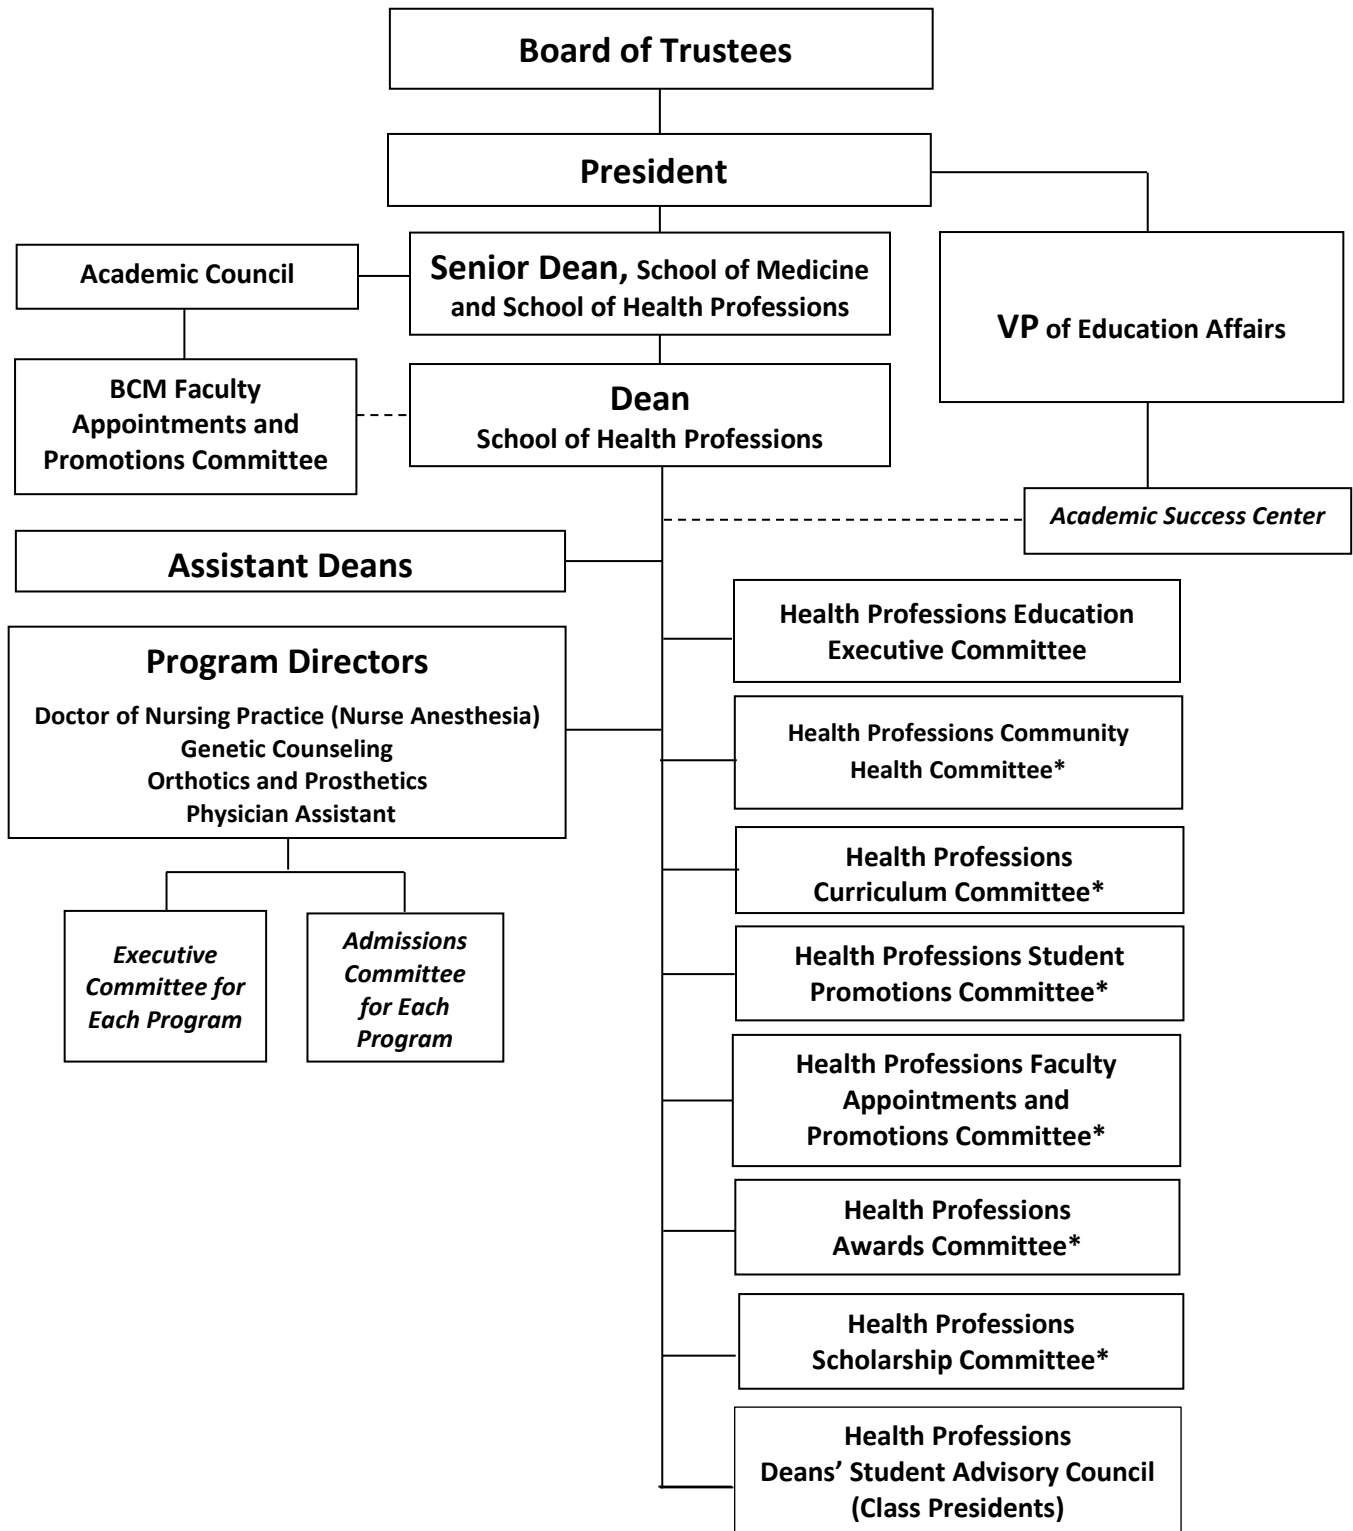 Board of Trustees
President
Academic Council
Senior Dean, School of Medicine
and School of Health Professions
VP of Education Affairs
BCM Faculty
Appointments and
Promotions Committee
Dean
School of Health Professions
Academic Success Center
Assistant Deans
Program Directors
Doctor of Nursing Practice (Nurse Anesthesia)
Genetic Counseling
Orthotics and Prosthetics
Physician Assistant
Executive
Committee for
Each Program
Admissions
Committee
for Each
Program
Health Professions Education
Executive Committee
Health Professions Community
Health Committee*
Health Professions
Curriculum Committee*
Health Professions Student
Promotions Committee*
Health Professions Faculty
Appointments and
Promotions Committee*
Health Professions
Awards Committee*
Health Professions
Scholarship Committee*
Health Professions
Deans’ Student Advisory Council
(Class Presidents)